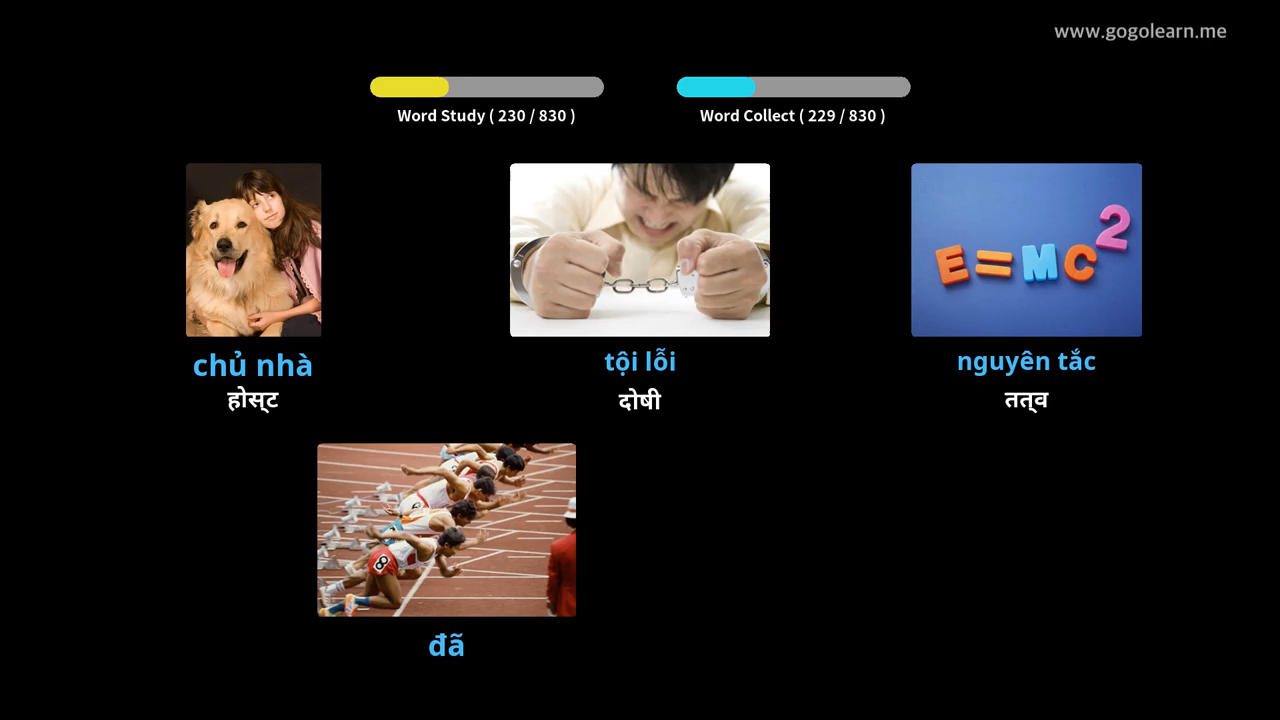 www.gogolearn.me
Word Study ( 230 / 830 )
Word Collect ( 229 / 830 )
E=MC2
chủ nhà
होस्ट
tội lỗi
दोषी
nguyên tắc
तत्व
8
đã